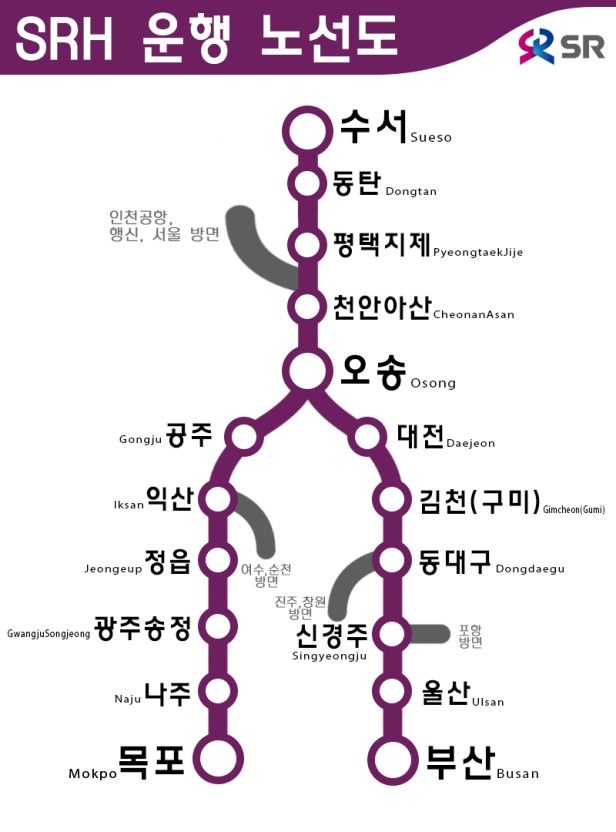 SRH 운행 노선도
SR
수서 Sueso
동탄 Dongtan
인천공항,
행신, 서울 방면
평택지제 PyeongtaekJije
천안아산 CheonanAsan
오송 Osong
Gongju 공주
대전 Daejeon
Iksan 익산
김천(구미) Gimcheon(Gumi)
Jeongeup 정읍
여수,순천
방면
동대구 Dongdaegu
진주,창원
방면
GwangjuSongjeong 광주송정
신경주
Singyeongju
포항
방면
Naju 나주
울산 Ulsan
Mokpo 목포
부산 Busan